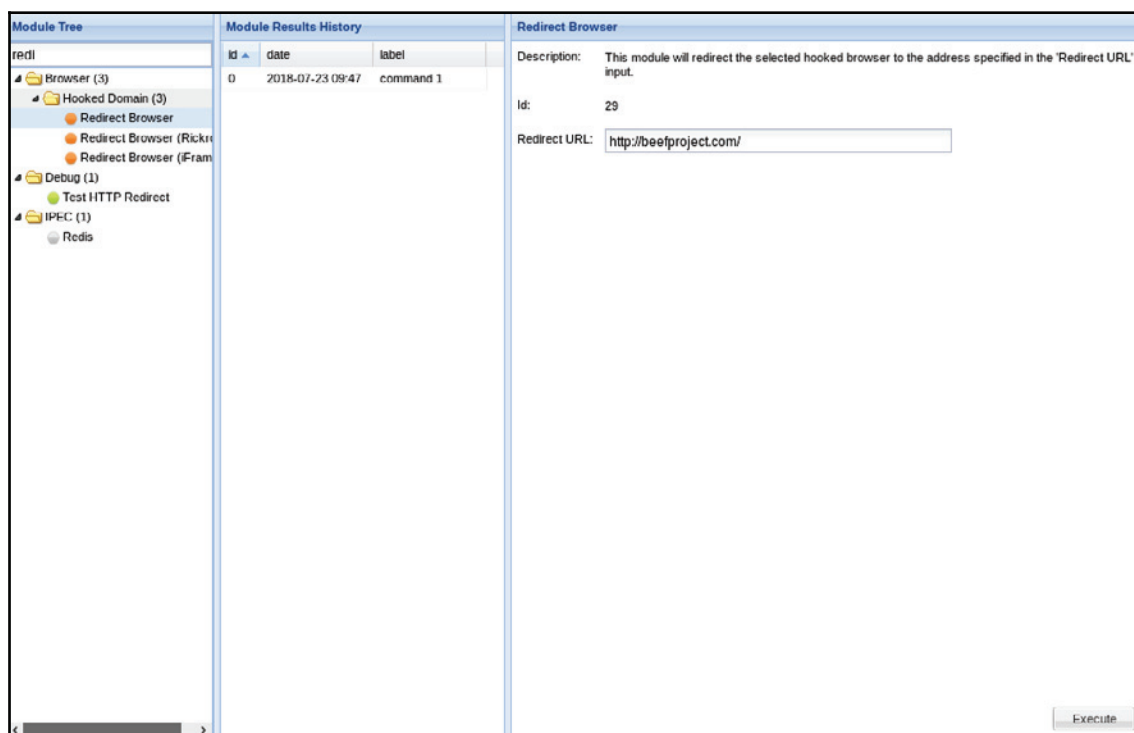 Module Tree
redi
Browser (3)
Hooked Domain (3)
Redirect Browser
Redirect Browser (Rickr
Redirect Browser (iFram
Debug (1)
Test HTTP Redirect
IPEC (1)
Redis
Module Results History
id date label
0 2018-07-23 09:47 command 1
Redirect Browser
Description: This module will redirect the selected hooked browser to the address specified in the 'Redirect URL'
input.
Id: 29
Redirect URL: http://beefproject.com/
Execute